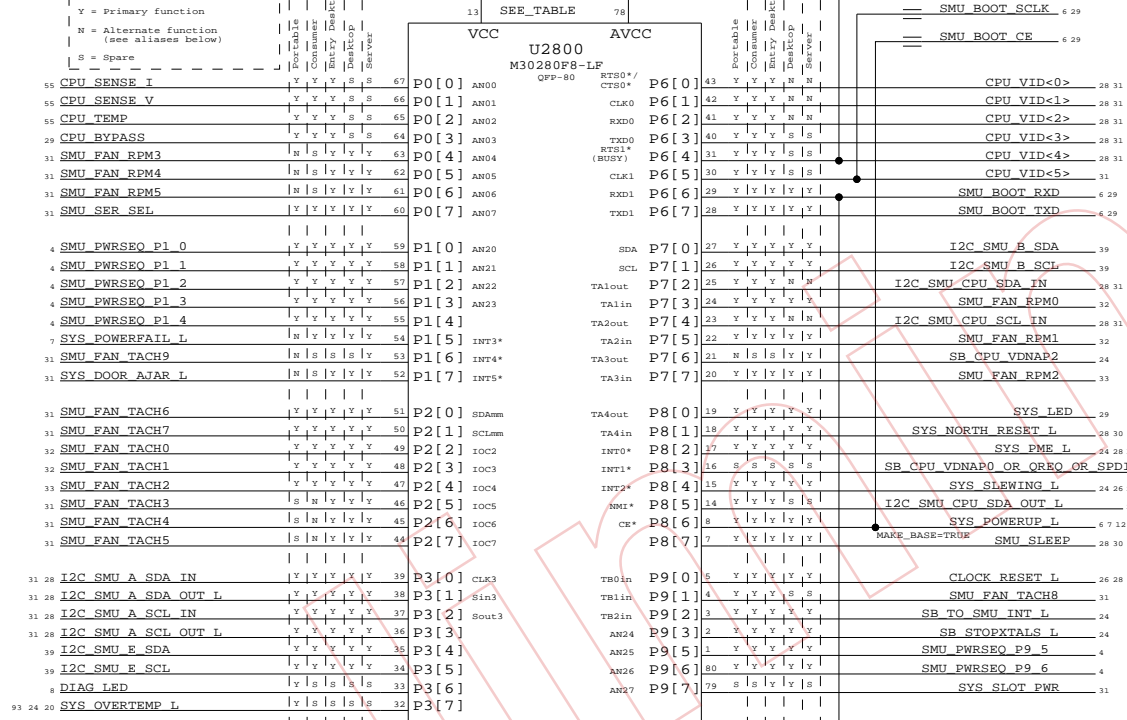 Y = Primary function
N = Alternate function
(see aliases below)
S = Spare
Portable Consumer Entry Deskt Desktop Server
13 SEE_TABLE 78
VCC AVCC
U2800
M30280F8-LF
QFP-80
Portable Consumer Entry Deskt Desktop Server
SMU_BOOT_SCLK 6 29
SMU_BOOT_CE 6 29
55 CPU_SENSE_I Y Y Y S S 67 P0[0] AN00 RTS0*/ CTS0* P6[0] 43 Y Y Y N N CPU_VID<0> 28 31
55 CPU_SENSE_V Y Y Y S S 66 P0[1] AN01 CLK0 P6[1] 42 Y Y Y N N CPU_VID<1> 28 31
55 CPU_TEMP Y Y Y S S 65 P0[2] AN02 RXD0 P6[2] 41 Y Y Y N N CPU_VID<2> 28 31
29 CPU_BYPASS Y Y Y S S 64 P0[3] AN03 TXD0 P6[3] 40 Y Y Y S S CPU_VID<3> 28 31
31 SMU_FAN_RPM3 N S Y Y Y 63 P0[4] AN04 RTS1* (BUSY) P6[4] 31 Y Y Y S S CPU_VID<4> 28 31
31 SMU_FAN_RPM4 N S Y Y Y 62 P0[5] AN05 CLK1 P6[5] 30 Y Y Y S S CPU_VID<5> 31
31 SMU_FAN_RPM5 N S Y Y Y 61 P0[6] AN06 RXD1 P6[6] 29 Y Y Y Y Y SMU_BOOT_RXD 6 29
31 SMU_SER_SEL Y Y Y Y Y 60 P0[7] AN07 TXD1 P6[7] 28 Y Y Y Y Y SMU_BOOT_TXD 6 29
4 SMU_PWRSEQ_P1_0 Y Y Y Y Y 59 P1[0] AN20 SDA P7[0] 27 Y Y Y Y Y I2C_SMU_B_SDA 39
4 SMU_PWRSEQ_P1_1 Y Y Y Y Y 58 P1[1] AN21 SCL P7[1] 26 Y Y Y Y Y I2C_SMU_B_SCL 39
4 SMU_PWRSEQ_P1_2 Y Y Y Y Y 57 P1[2] AN22 TA1out P7[2] 25 Y Y Y N N I2C_SMU_CPU_SDA_IN 28 31
4 SMU_PWRSEQ_P1_3 Y Y Y Y Y 56 P1[3] AN23 TA1in P7[3] 24 Y Y Y Y Y SMU_FAN_RPM0 32
4 SMU_PWRSEQ_P1_4 Y Y Y Y Y 55 P1[4] TA2out P7[4] 23 Y Y Y N N I2C_SMU_CPU_SCL_IN 28 31
7 SYS_POWERFAIL_L N Y Y Y Y 54 P1[5] INT3* TA2in P7[5] 22 Y Y Y Y Y SMU_FAN_RPM1 32
31 SMU_FAN_TACH9 N S S S Y 53 P1[6] INT4* TA3out P7[6] 21 N S S Y Y SB_CPU_VDNAP2 24
31 SYS_DOOR_AJAR_L N S Y Y Y 52 P1[7] INT5* TA3in P7[7] 20 Y Y Y Y Y SMU_FAN_RPM2 33
31 SMU_FAN_TACH6 Y Y Y Y Y 51 P2[0] SDAmm TA4out P8[0] 19 Y Y Y Y Y SYS_LED 29
31 SMU_FAN_TACH7 Y Y Y Y Y 50 P2[1] SCLmm TA4in P8[1] 18 Y Y Y Y Y SYS_NORTH_RESET_L 28 30
32 SMU_FAN_TACH0 Y Y Y Y Y 49 P2[2] IOC2 INT0* P8[2] 17 Y Y Y Y Y SYS_PME_L 24 28
32 SMU_FAN_TACH1 Y Y Y Y Y 48 P2[3] IOC3 INT1* P8[3] 16 S S S S S SB_CPU_VDNAP0_OR_QREQ_OR_SPD1
33 SMU_FAN_TACH2 Y Y Y Y Y 47 P2[4] IOC4 INT2* P8[4] 15 Y Y Y Y Y SYS_SLEWING_L 24 26
31 SMU_FAN_TACH3 S N Y Y Y 46 P2[5] IOC5 NMI* P8[5] 14 Y Y Y S S I2C_SMU_CPU_SDA_OUT_L
31 SMU_FAN_TACH4 S N Y Y Y 45 P2[6] IOC6 CE* P8[6] 8 Y Y Y Y Y SYS_POWERUP_L 6 7 12
31 SMU_FAN_TACH5 S N Y Y Y 44 P2[7] IOC7 P8[7] 7 Y Y Y Y Y MAKE_BASE=TRUE SMU_SLEEP 28 30
31 28 I2C_SMU_A_SDA_IN Y Y Y Y Y 39 P3[0] CLK3 TB0in P9[0] 5 Y Y Y Y Y CLOCK_RESET_L 26 28
31 28 I2C_SMU_A_SDA_OUT_L Y Y Y Y Y 38 P3[1] Sin3 TB1in P9[1] 4 Y Y Y S S SMU_FAN_TACH8 31
31 28 I2C_SMU_A_SCL_IN Y Y Y Y Y 37 P3[2] Sout3 TB2in P9[2] 3 Y Y Y Y Y SB_TO_SMU_INT_L 24
31 28 I2C_SMU_A_SCL_OUT_L Y Y Y Y Y 36 P3[3] AN24 P9[3] 2 Y Y Y Y Y SB_STOPXTALS_L 24
39 I2C_SMU_E_SDA Y Y Y Y Y 35 P3[4] AN25 P9[5] 1 Y Y Y Y Y SMU_PWRSEQ_P9_5 4
39 I2C_SMU_E_SCL Y Y Y Y Y 34 P3[5] AN26 P9[6] 80 Y Y Y Y Y SMU_PWRSEQ_P9_6 4
8 DIAG_LED Y S S S S 33 P3[6] AN27 P9[7] 79 S S Y Y S SYS_SLOT_PWR 31
93 24 20 SYS_OVERTEMP_L Y S S S S 32 P3[7]